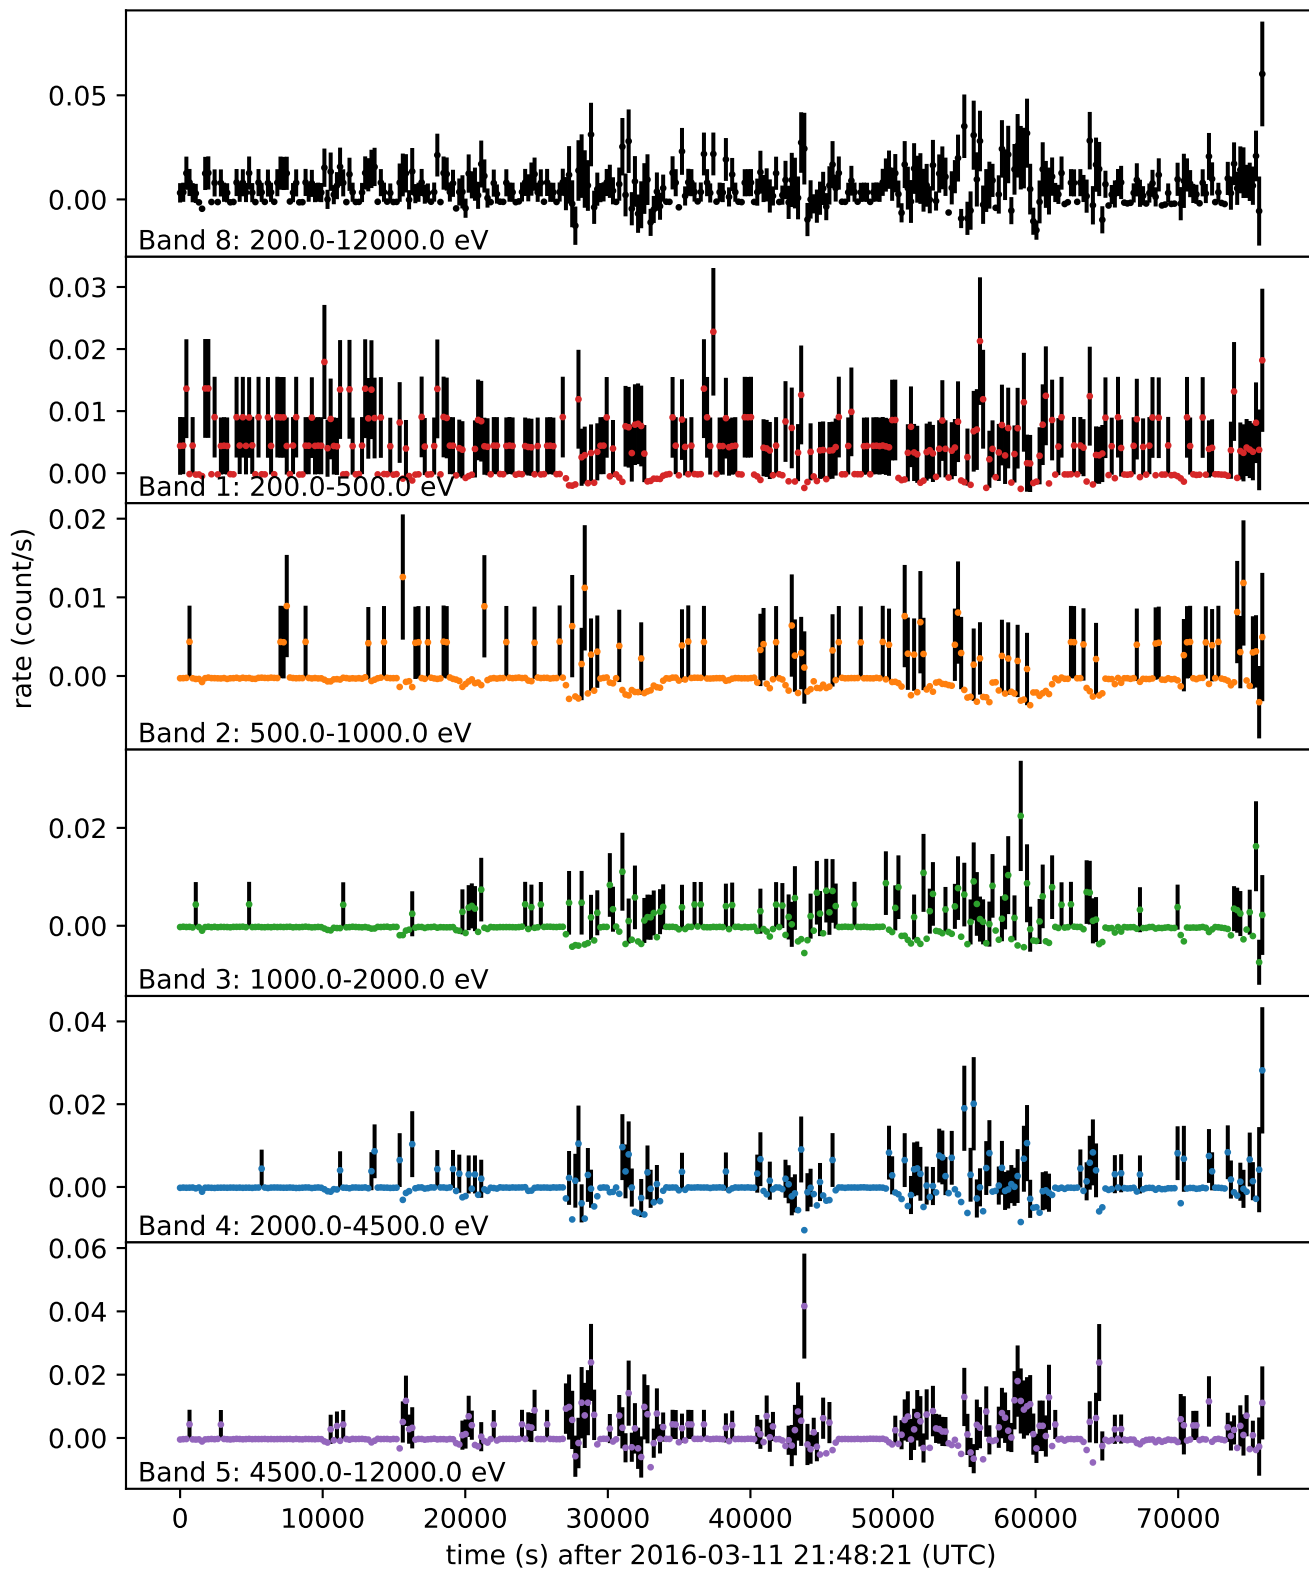 0.05
0.00
Band 8: 200.0-12000.0 eV
0.03
0.02
0.01
0.00
Band 1: 200.0-500.0 eV
0.02
0.01
0.00
Band 2: 500.0-1000.0 eV
rate (count/s)
0.02
0.00
Band 3: 1000.0-2000.0 eV
0.04
0.02
0.00
Band 4: 2000.0-4500.0 eV
0.06
0.04
0.02
0.00
Band 5: 4500.0-12000.0 eV
0 10000 20000 30000 40000 50000 60000 70000
time (s) after 2016-03-11 21:48:21 (UTC)